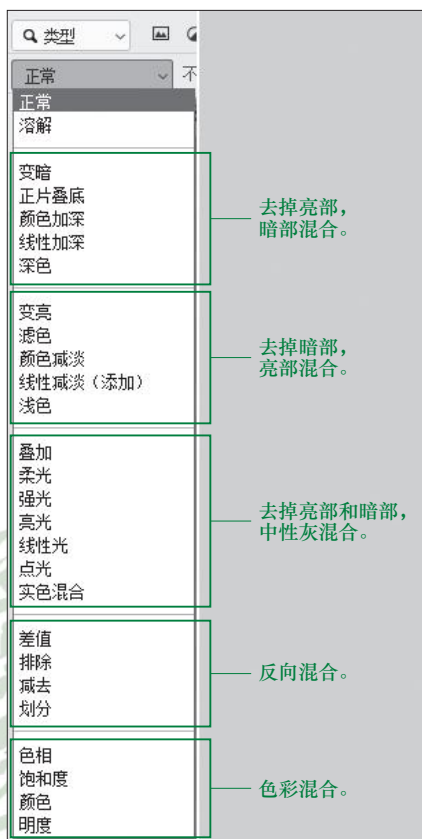 类型
正常
不
正常
溶解
变暗
正片叠底
颜色加深
线性加深
深色
去掉亮部，
暗部混合。
变亮
滤色
颜色减淡
线性减淡（添加）
浅色
去掉暗部，
亮部混合。
叠加
柔光
强光
亮光
线性光
点光
实色混合
去掉亮部和暗部，
中性灰混合。
差值
排除
减去
划分
反向混合。
色相
饱和度
颜色
明度
色彩混合。